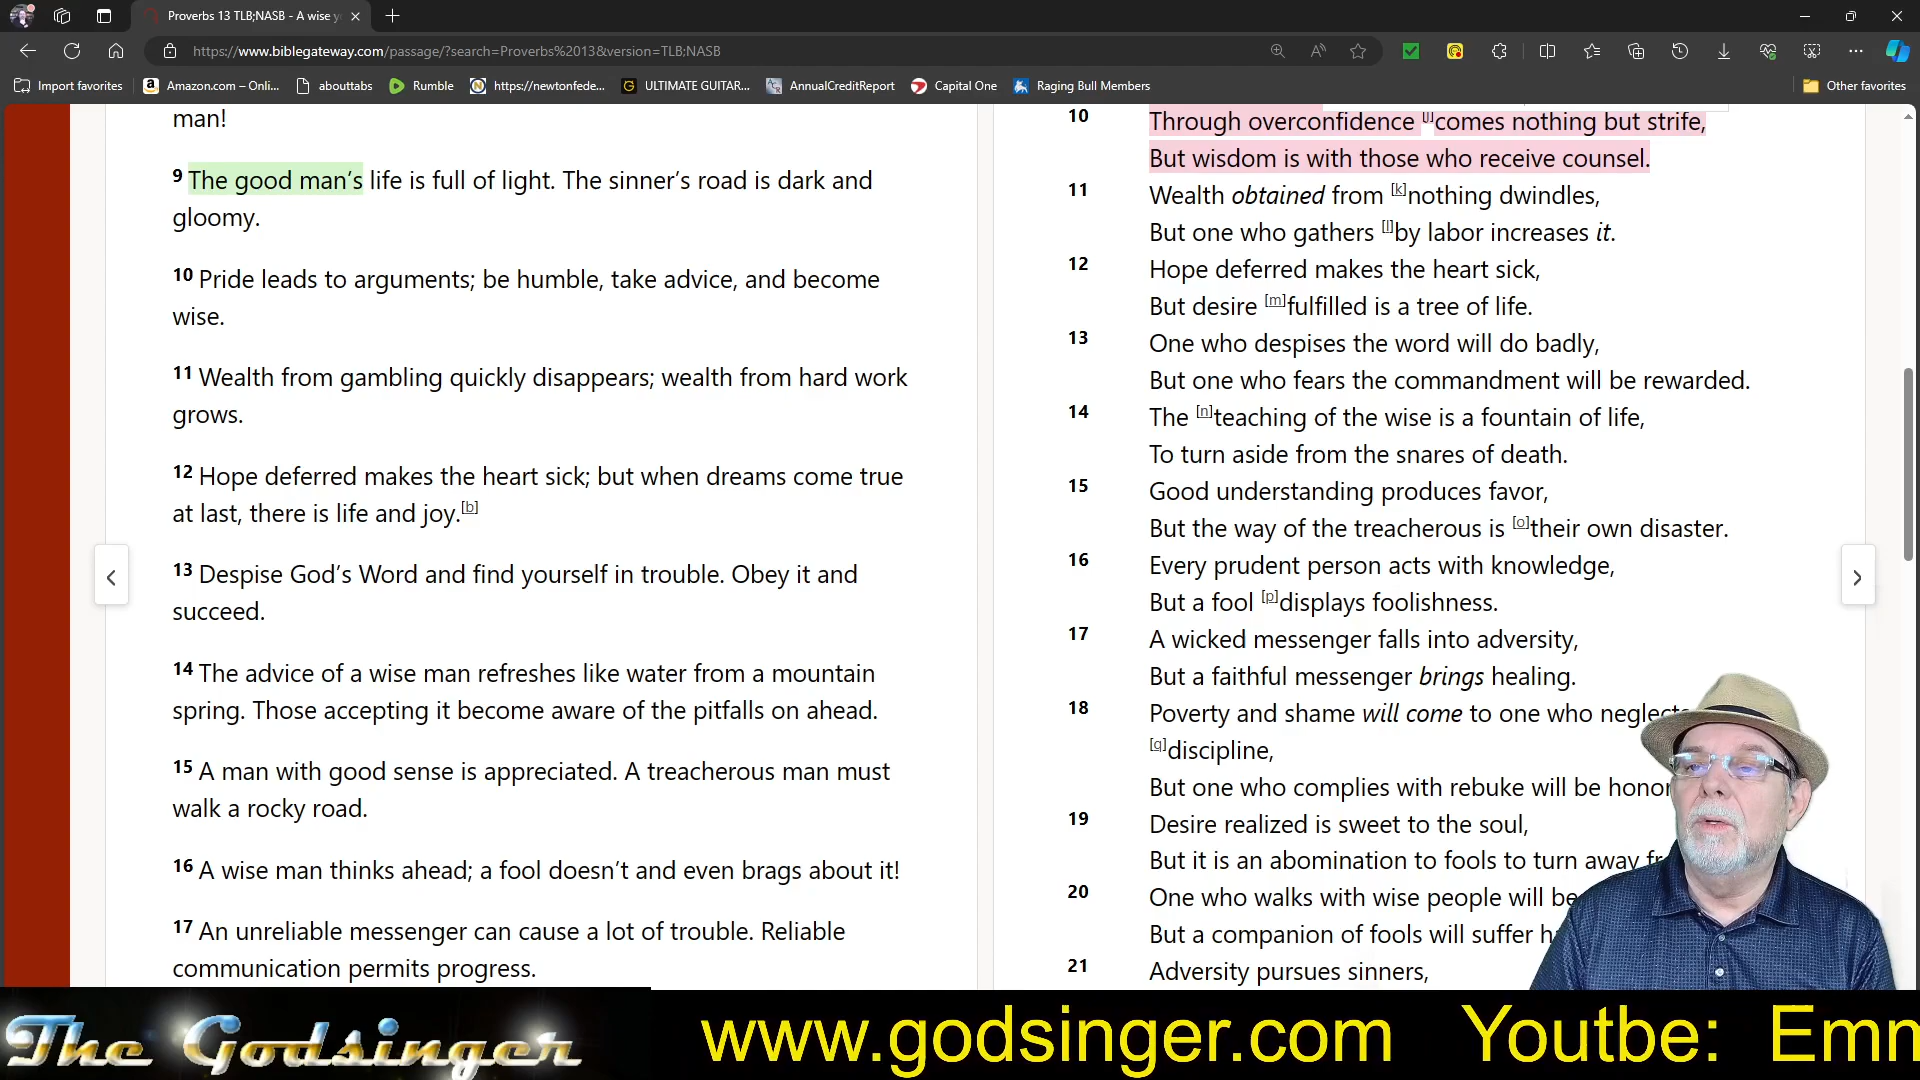 Proverbs 13 TLB;NASB - A wise y
https://www.biblegateway.com/passage/?search=Proverbs%2013&version=TLB;NASB
Import favorites
Amazon.com – Onli...
abouttabs
Rumble
https://newtonfede...
ULTIMATE GUITAR...
AnnualCreditReport
Capital One
Raging Bull Members
Other favorites
man!
9 The good man's life is full of light. The sinner's road is dark and
gloomy.
10 Pride leads to arguments; be humble, take advice, and become
wise.
11 Wealth from gambling quickly disappears; wealth from hard work
grows.
12 Hope deferred makes the heart sick; but when dreams come true
at last, there is life and joy.[b]
13 Despise God's Word and find yourself in trouble. Obey it and
succeed.
14 The advice of a wise man refreshes like water from a mountain
spring. Those accepting it become aware of the pitfalls on ahead.
15 A man with good sense is appreciated. A treacherous man must
walk a rocky road.
16 A wise man thinks ahead; a fool doesn't and even brags about it!
17 An unreliable messenger can cause a lot of trouble. Reliable
communication permits progress.
10 Through overconfidence [j]comes nothing but strife,
But wisdom is with those who receive counsel.
11 Wealth obtained from [k]nothing dwindles,
But one who gathers [l]by labor increases it.
12 Hope deferred makes the heart sick,
But desire [m]fulfilled is a tree of life.
13 One who despises the word will do badly,
But one who fears the commandment will be rewarded.
14 The [n]teaching of the wise is a fountain of life,
To turn aside from the snares of death.
15 Good understanding produces favor,
But the way of the treacherous is [o]their own disaster.
16 Every prudent person acts with knowledge,
But a fool [p]displays foolishness.
17 A wicked messenger falls into adversity,
But a faithful messenger brings healing.
18 Poverty and shame will come to one who neglects
[q]discipline,
But one who complies with rebuke will be honor
19 Desire realized is sweet to the soul,
But it is an abomination to fools to turn away fr
20 One who walks with wise people will be
But a companion of fools will suffer ha
21 Adversity pursues sinners,
The Godsinger
www.godsinger.com Youtbe: Emn